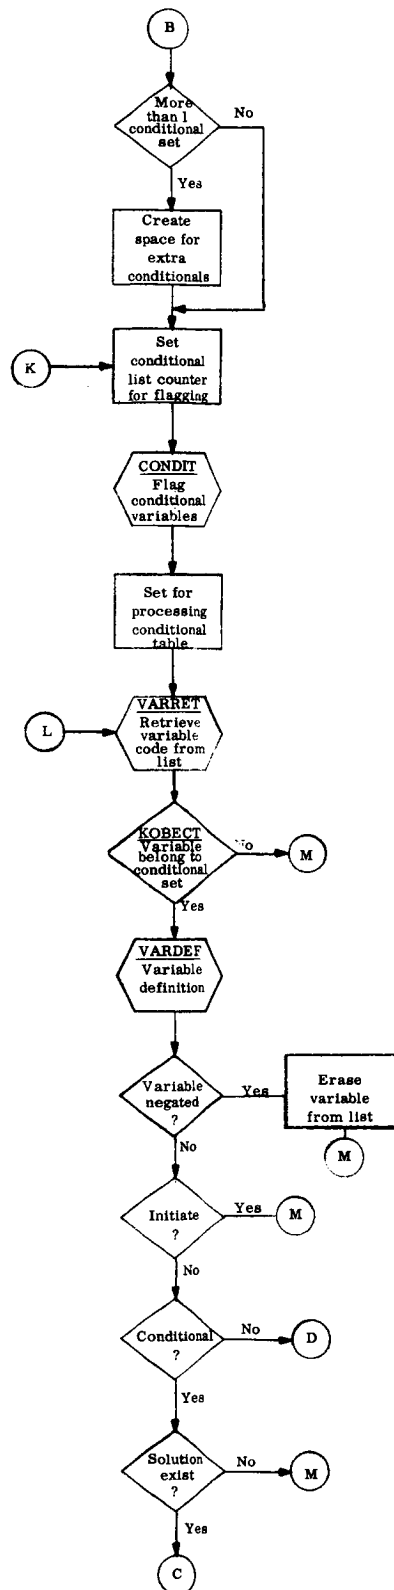 B
More
than 1
conditional
set
No
Yes
Create
space for
extra
conditionals
Set
conditional
list counter
for flagging
K
CONDIT
Flag
conditional
variables
Set for
processing
conditional
table
VARRET
Retrieve
variable
code from
list
L
KOBECT
Variable
belong to
conditional
set
No
M
Yes
VARDEF
Variable
definition
Variable
negated
?
Yes
Erase
variable
from list
M
No
Initiate
?
Yes
M
No
Conditional
?
No
D
Yes
Solution
exist
?
No
M
Yes
C